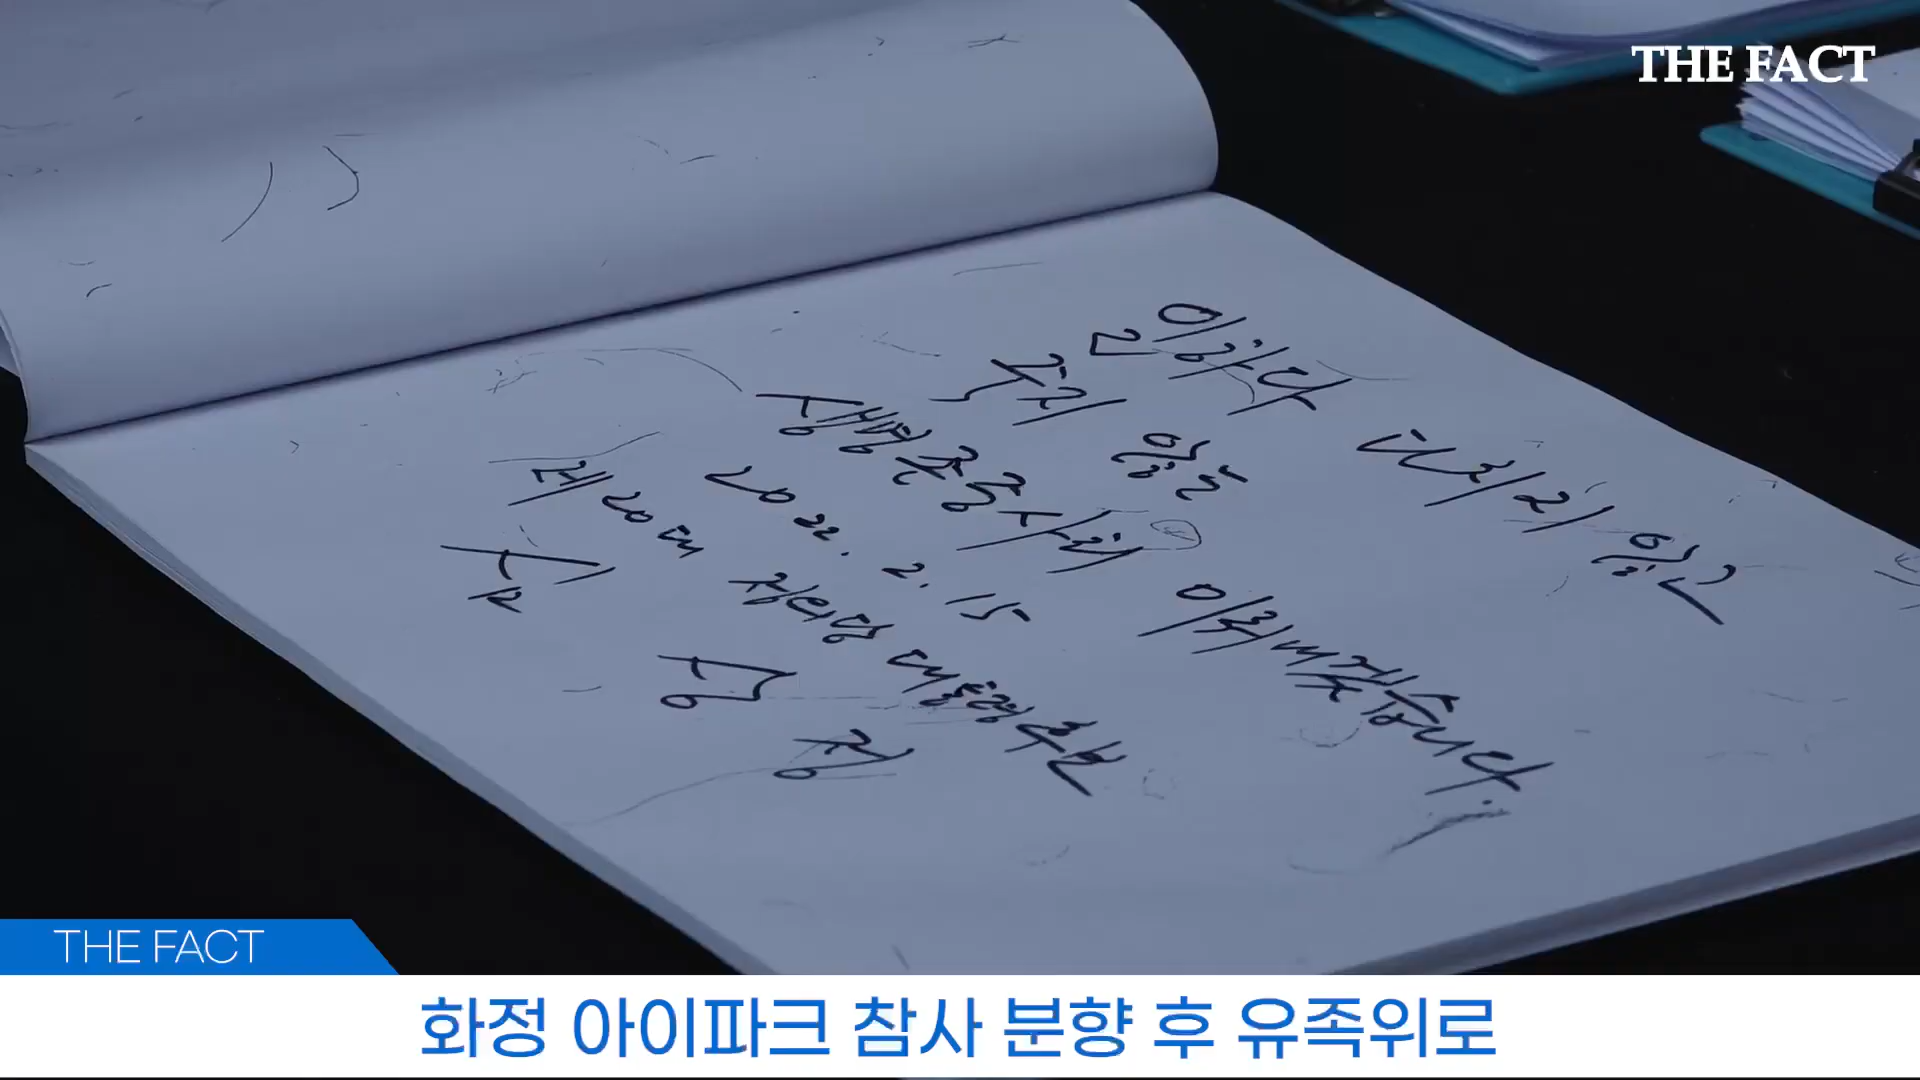 THE FACT
일하다 다치지 않고
죽지 않는
생명존중사회 이뤄내겠습니다
2022. 2. 15
제20대 정의당 대통령후보
심 상 정
THE FACT
화정 아이파크 참사 분향 후 유족위로